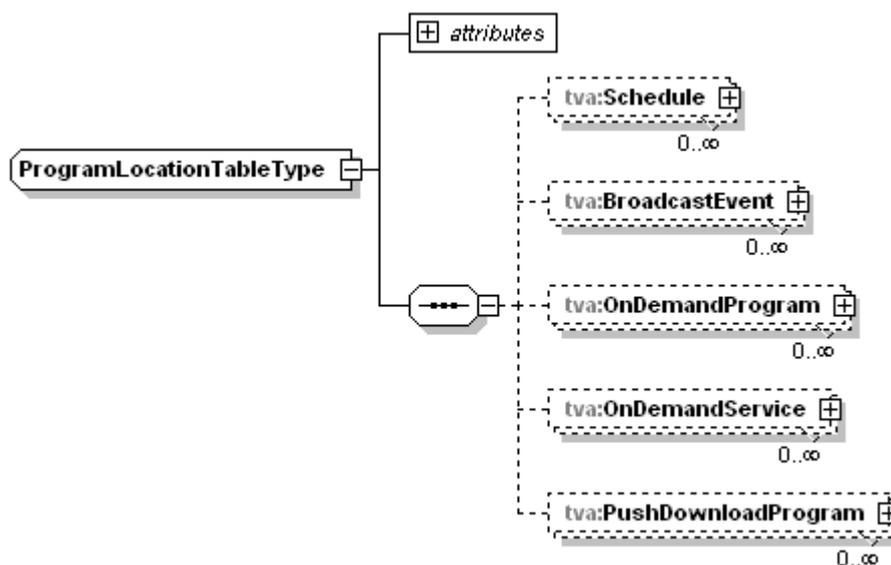 attributes
tva:Schedule
0..∞
ProgramLocationTableType
tva:BroadcastEvent
0..∞
tva:OnDemandProgram
0..∞
tva:OnDemandService
0..∞
tva:PushDownloadProgram
0..∞